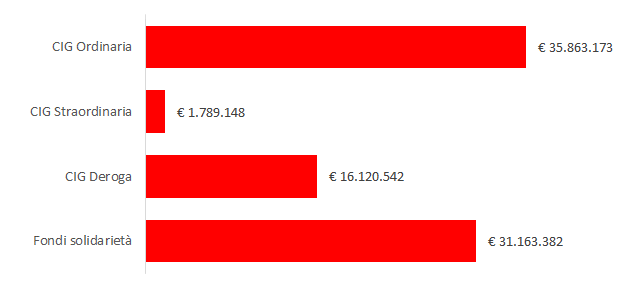 CIG Ordinaria € 35.863.173
CIG Straordinaria € 1.789.148
CIG Deroga € 16.120.542
Fondi solidarietà € 31.163.382